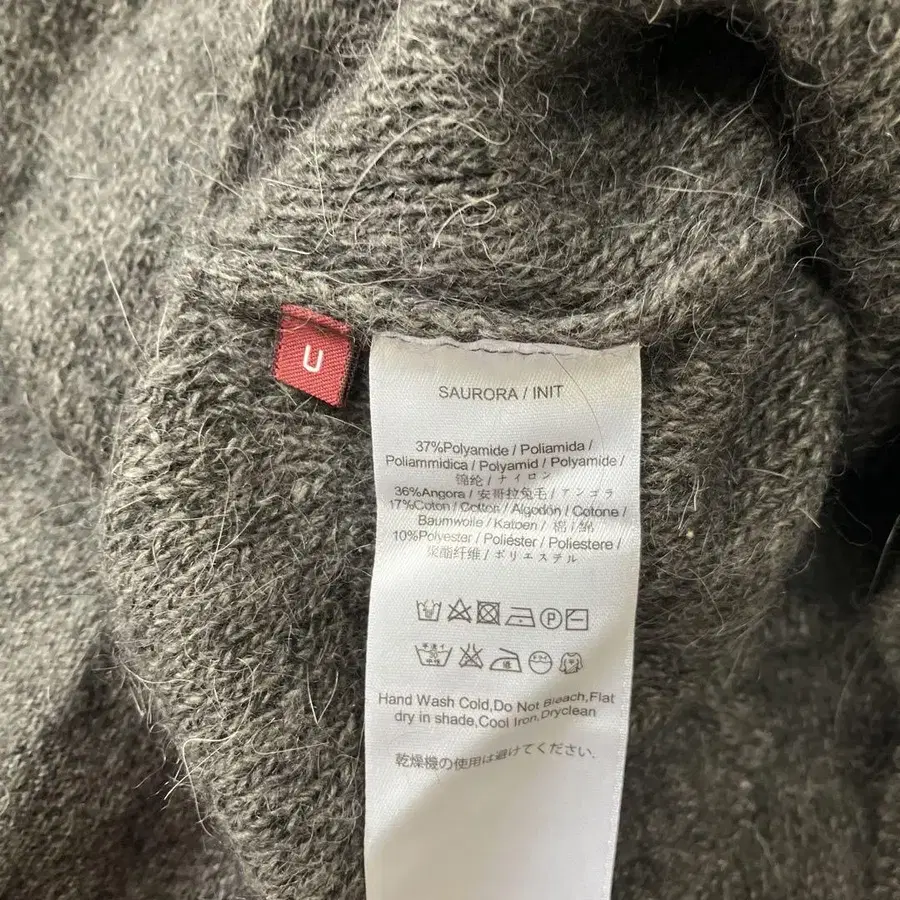 U
SAURORA / INIT
37%Polyamide / Poliamida /
Poliammidica / Polyamid / Polyamide /
锦纶 / ナイロン
36%Angora / 安哥拉兔毛 / アンゴラ
17%Coton / Cotton / Algodón / Cotone /
Baumwolle / Katoen / 棉 / 綿
10%Polyester / Poliéster / Poliestere /
聚酯纤维 / ポリエステル
P
Hand Wash Cold,Do Not Bleach,Flat
dry in shade,Cool Iron,Dryclean
乾燥機の使用は避けてください.